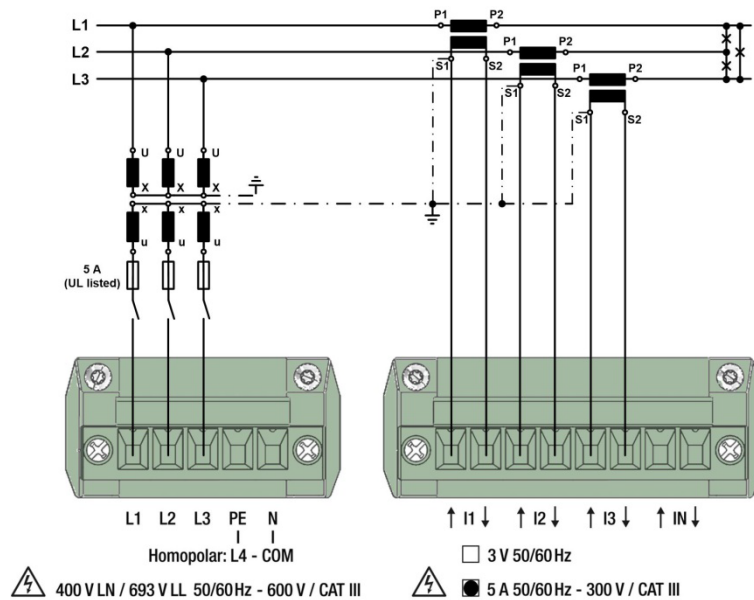 L1
P1 P2
L2
P1 P2
L3
S1 S2
P1 P2
S1 S2
S1 S2
U U U
X X X
x x x
u u u
5 A
(UL listed)
L1 L2 L3 PE N
Homopolar: L4 - COM
400 V LN / 693 V LL 50/60 Hz - 600 V / CAT III
↑ I1 ↓ ↑ I2 ↓ ↑ I3 ↓ ↑ IN ↓
3 V 50/60 Hz
5 A 50/60 Hz - 300 V / CAT III